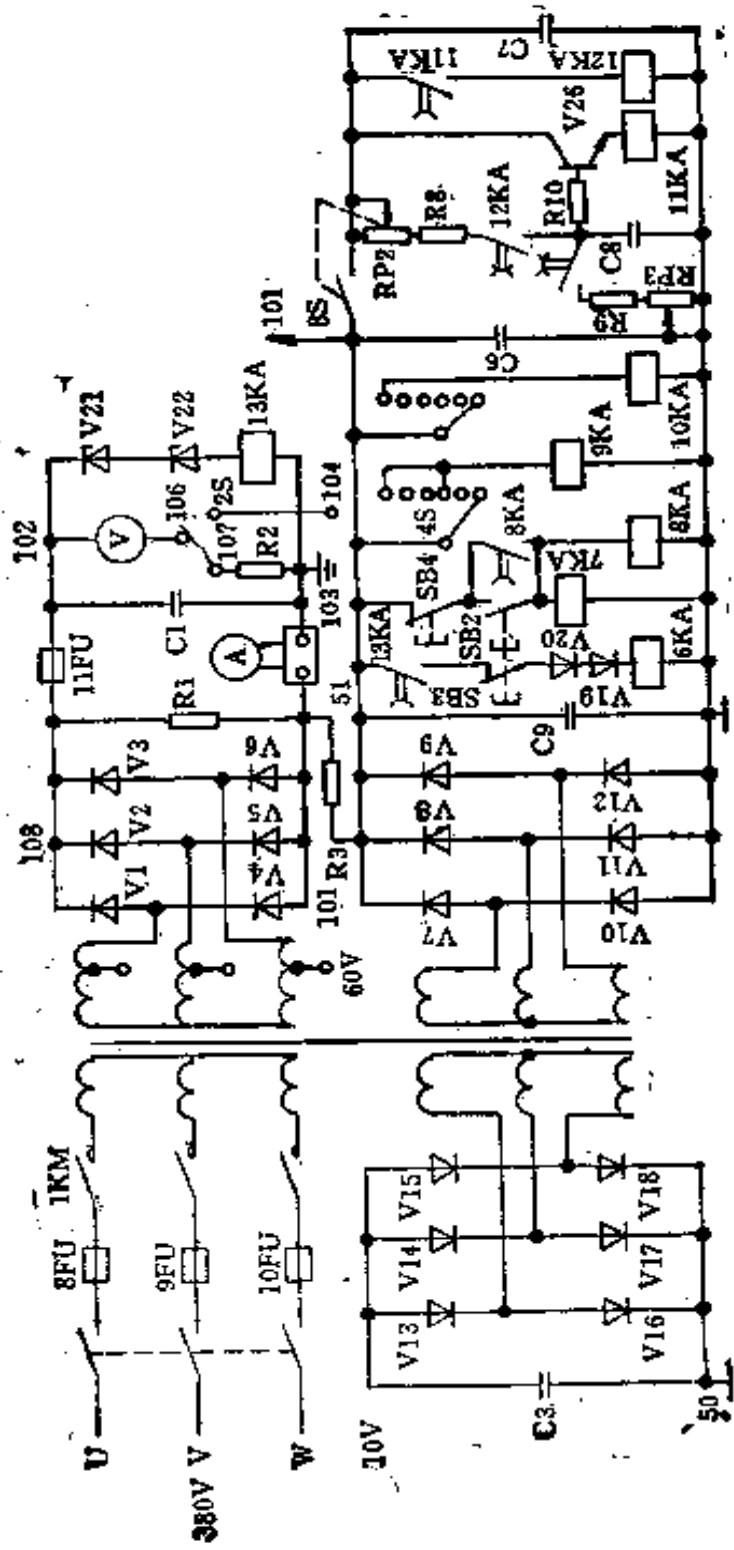 U
380V V
W
8FU
9FU
10FU
1KM
60V
108
V1
V2
V3
V4
V5
V6
R1
R3
101
11FU
A
C1
102
103
V
106
107
2S
R2
104
V21
V22
13KA
10V
C3
50
V13
V14
V15
V16
V17
V18
V7
V8
V9
V10
V11
V12
C9
51
13KA
SB3
SB2
V20
V19
6KA
SB4
8KA
7KA
8KA
4S
9KA
10KA
101
8S
C6
RP2
R8
12KA
R9
RP3
C8
R10
V26
11KA
11KA
12KA
C7